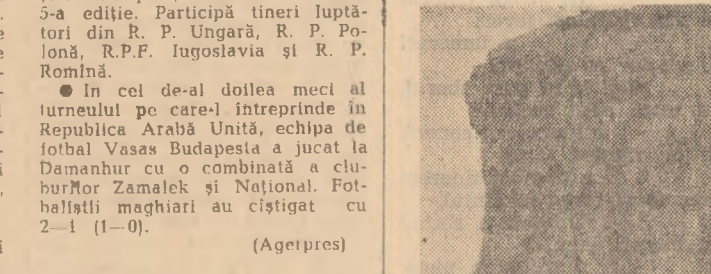 5-a ediție. Participă tineri luptă-
tori din R. P. Ungară, R. P. Po-
lonă, R.P.F. Iugoslavia și R. P.
Romînă.
● In cel de-al doilea meci al
turneului pe care-l întreprinde în
Republica Arabă Unită, echipa de
fotbal Vasas Budapesta a jucat la
Damanhur cu o combinată a clu-
burilor Zamalek și Național. Fot-
baliștii maghiari au cîștigat cu
2—1 (1—0).
(Agerpres)